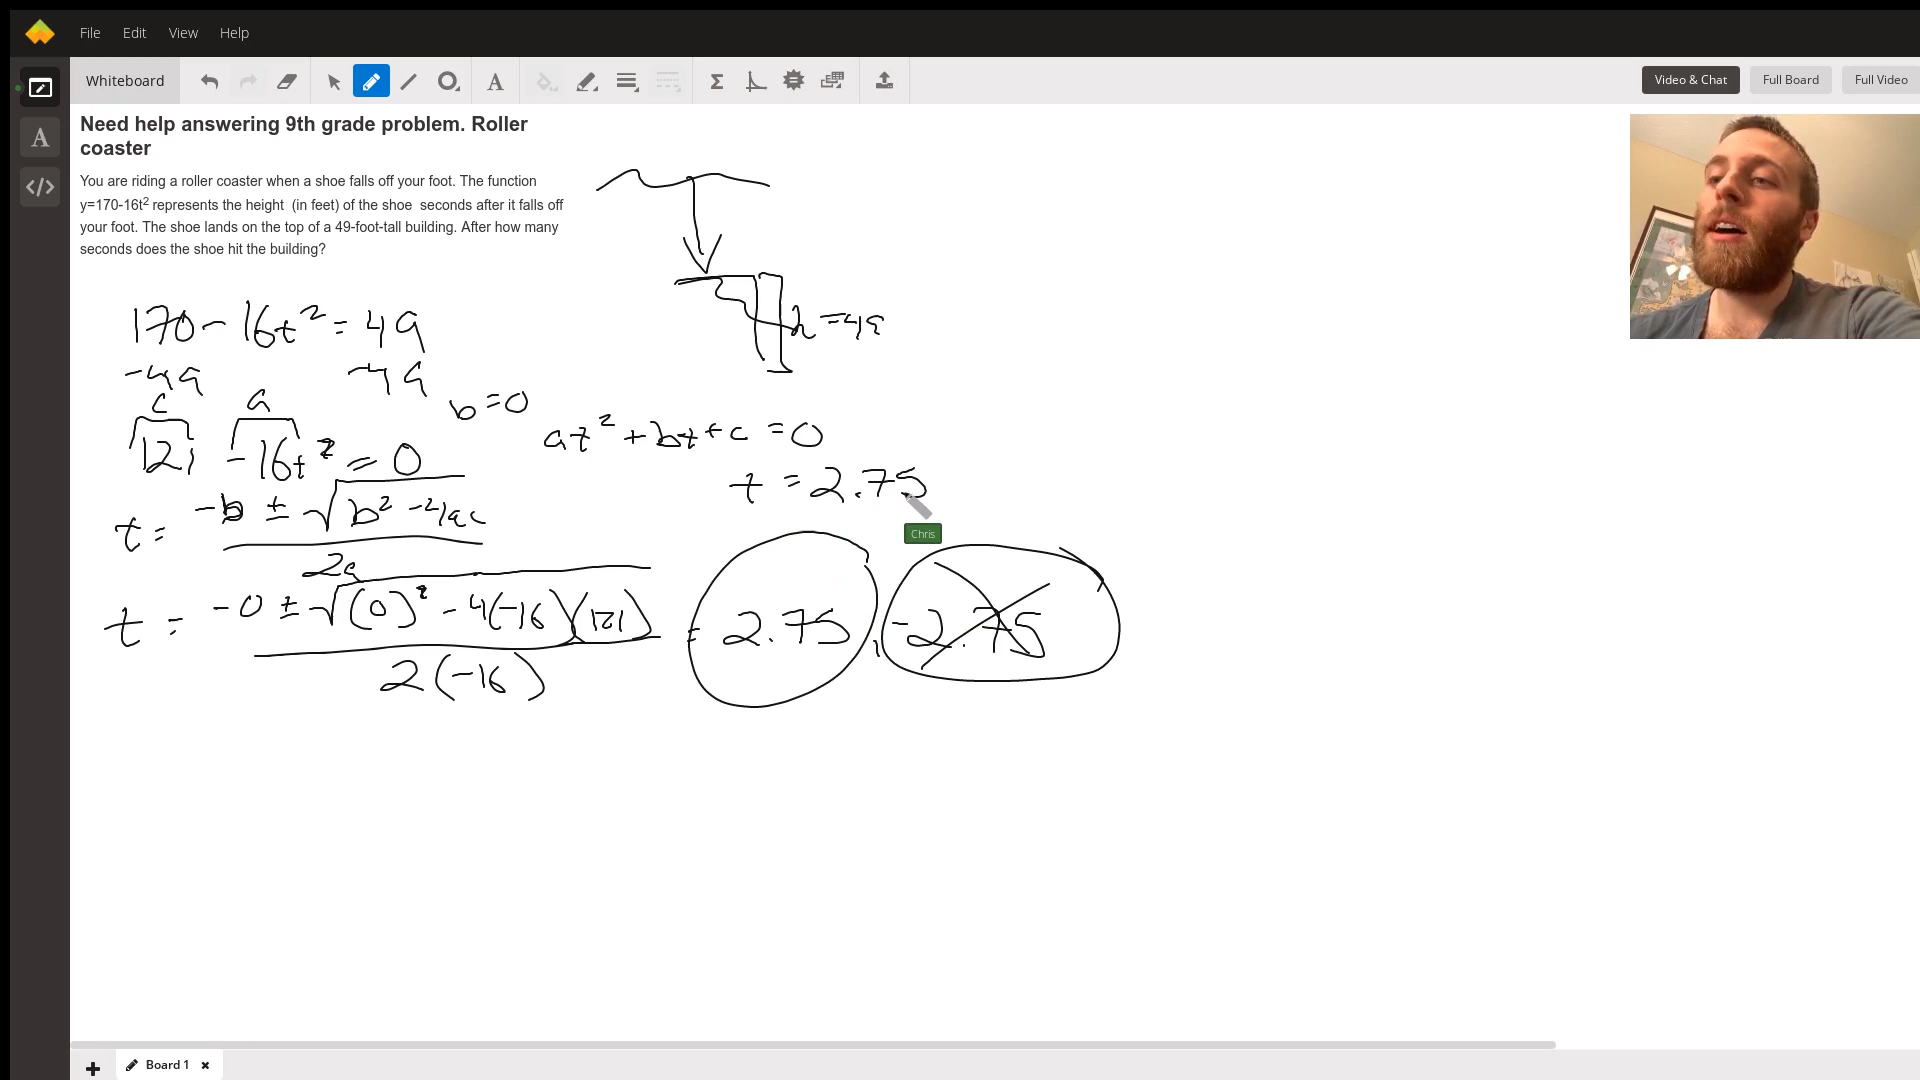 File Edit View Help
Whiteboard A Σ Video & Chat Full Board Full Video
A
</>
Need help answering 9th grade problem. Roller
coaster
You are riding a roller coaster when a shoe falls off your foot. The function
y=170-16t² represents the height (in feet) of the shoe seconds after it falls off
your foot. The shoe lands on the top of a 49-foot-tall building. After how many
seconds does the shoe hit the building?
170 - 16t² = 49
h = 49
-49 -49
c a b = 0
121 - 16t² = 0
at² + bt + c = 0
t = 2.75
Chris
t = -b ± √b² - 4ac
2a
t = -0 ± √(0)² - 4(-16)(121) = 2.75, -2.75
2(-16)
+ Board 1 ×